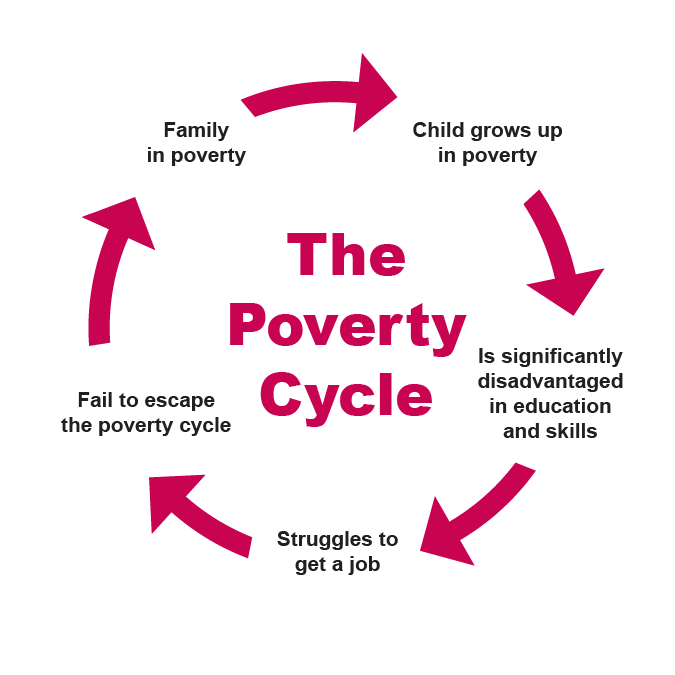 The
Poverty
Cycle
Family
in poverty
Child grows up
in poverty
Is significantly
disadvantaged
in education
and skills
Struggles to
get a job
Fail to escape
the poverty cycle